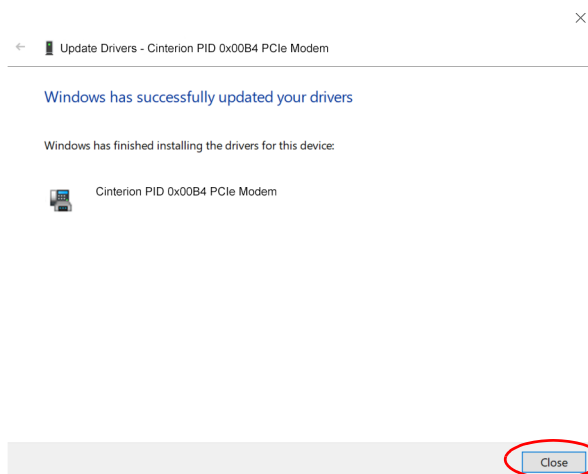 Update Drivers - Cinterion PID 0x00B4 PCIe Modem
Windows has successfully updated your drivers
Windows has finished installing the drivers for this device:
Cinterion PID 0x00B4 PCIe Modem
Close